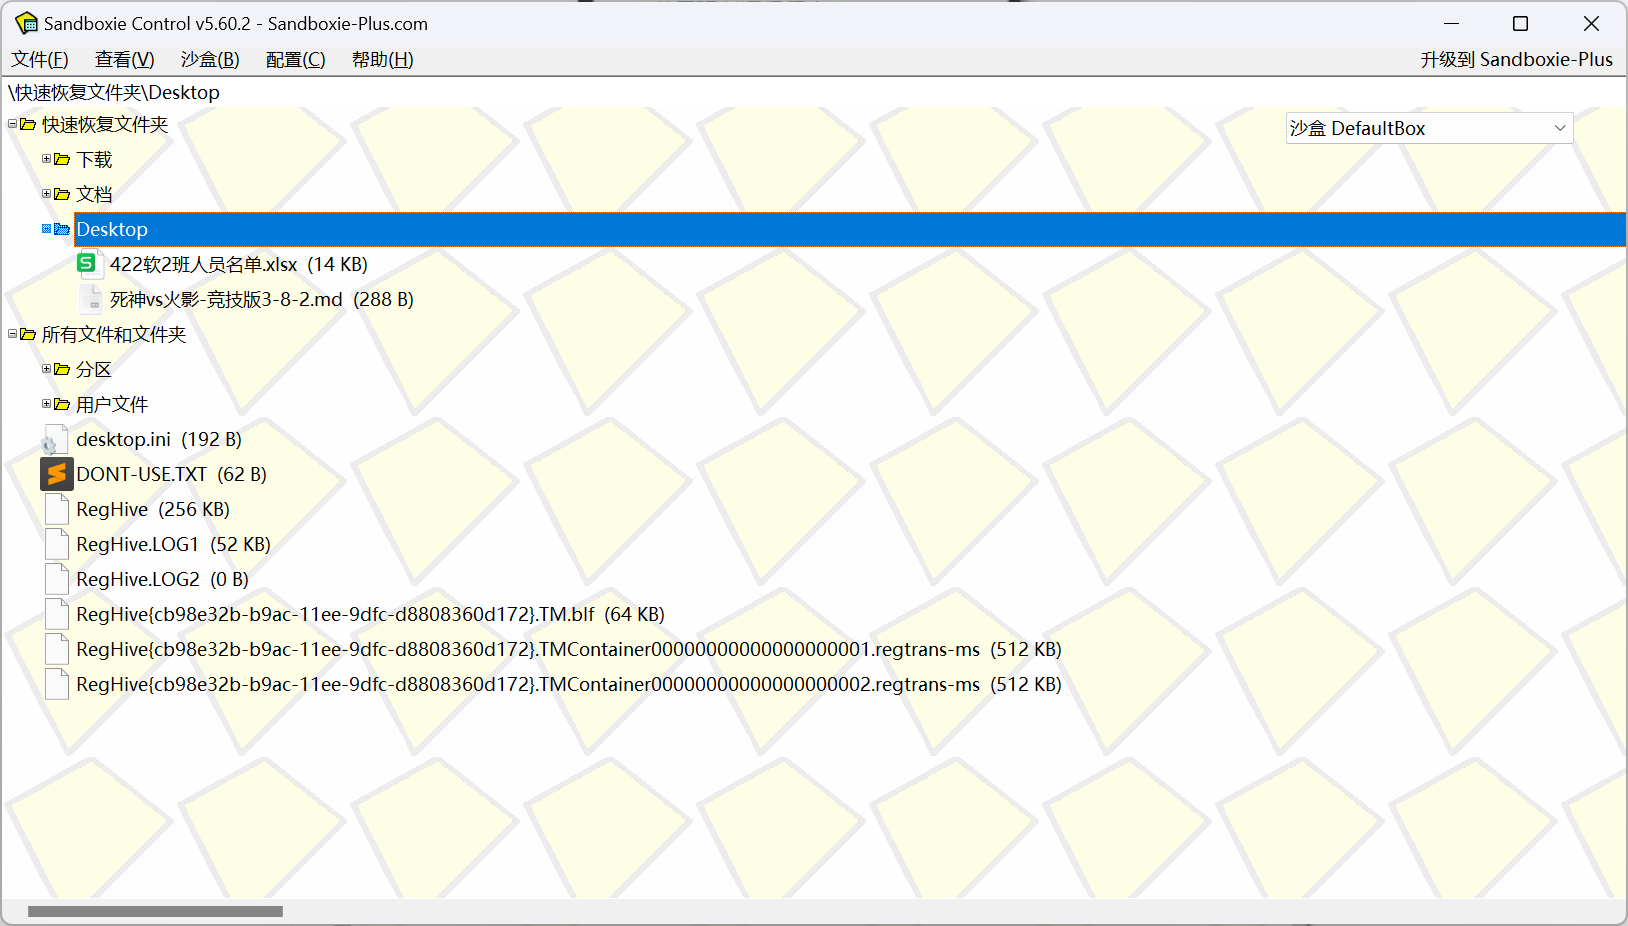 Sandboxie Control v5.60.2 - Sandboxie-Plus.com
文件(F) 查看(V) 沙盒(B) 配置(C) 帮助(H) 升级到 Sandboxie-Plus
\快速恢复文件夹\Desktop
快速恢复文件夹
沙盒 DefaultBox
下载
文档
Desktop
422软2班人员名单.xlsx (14 KB)
死神vs火影-竞技版3-8-2.md (288 B)
所有文件和文件夹
分区
用户文件
desktop.ini (192 B)
DONT-USE.TXT (62 B)
RegHive (256 KB)
RegHive.LOG1 (52 KB)
RegHive.LOG2 (0 B)
RegHive{cb98e32b-b9ac-11ee-9dfc-d8808360d172}.TM.blf (64 KB)
RegHive{cb98e32b-b9ac-11ee-9dfc-d8808360d172}.TMContainer00000000000000000001.regtrans-ms (512 KB)
RegHive{cb98e32b-b9ac-11ee-9dfc-d8808360d172}.TMContainer00000000000000000002.regtrans-ms (512 KB)